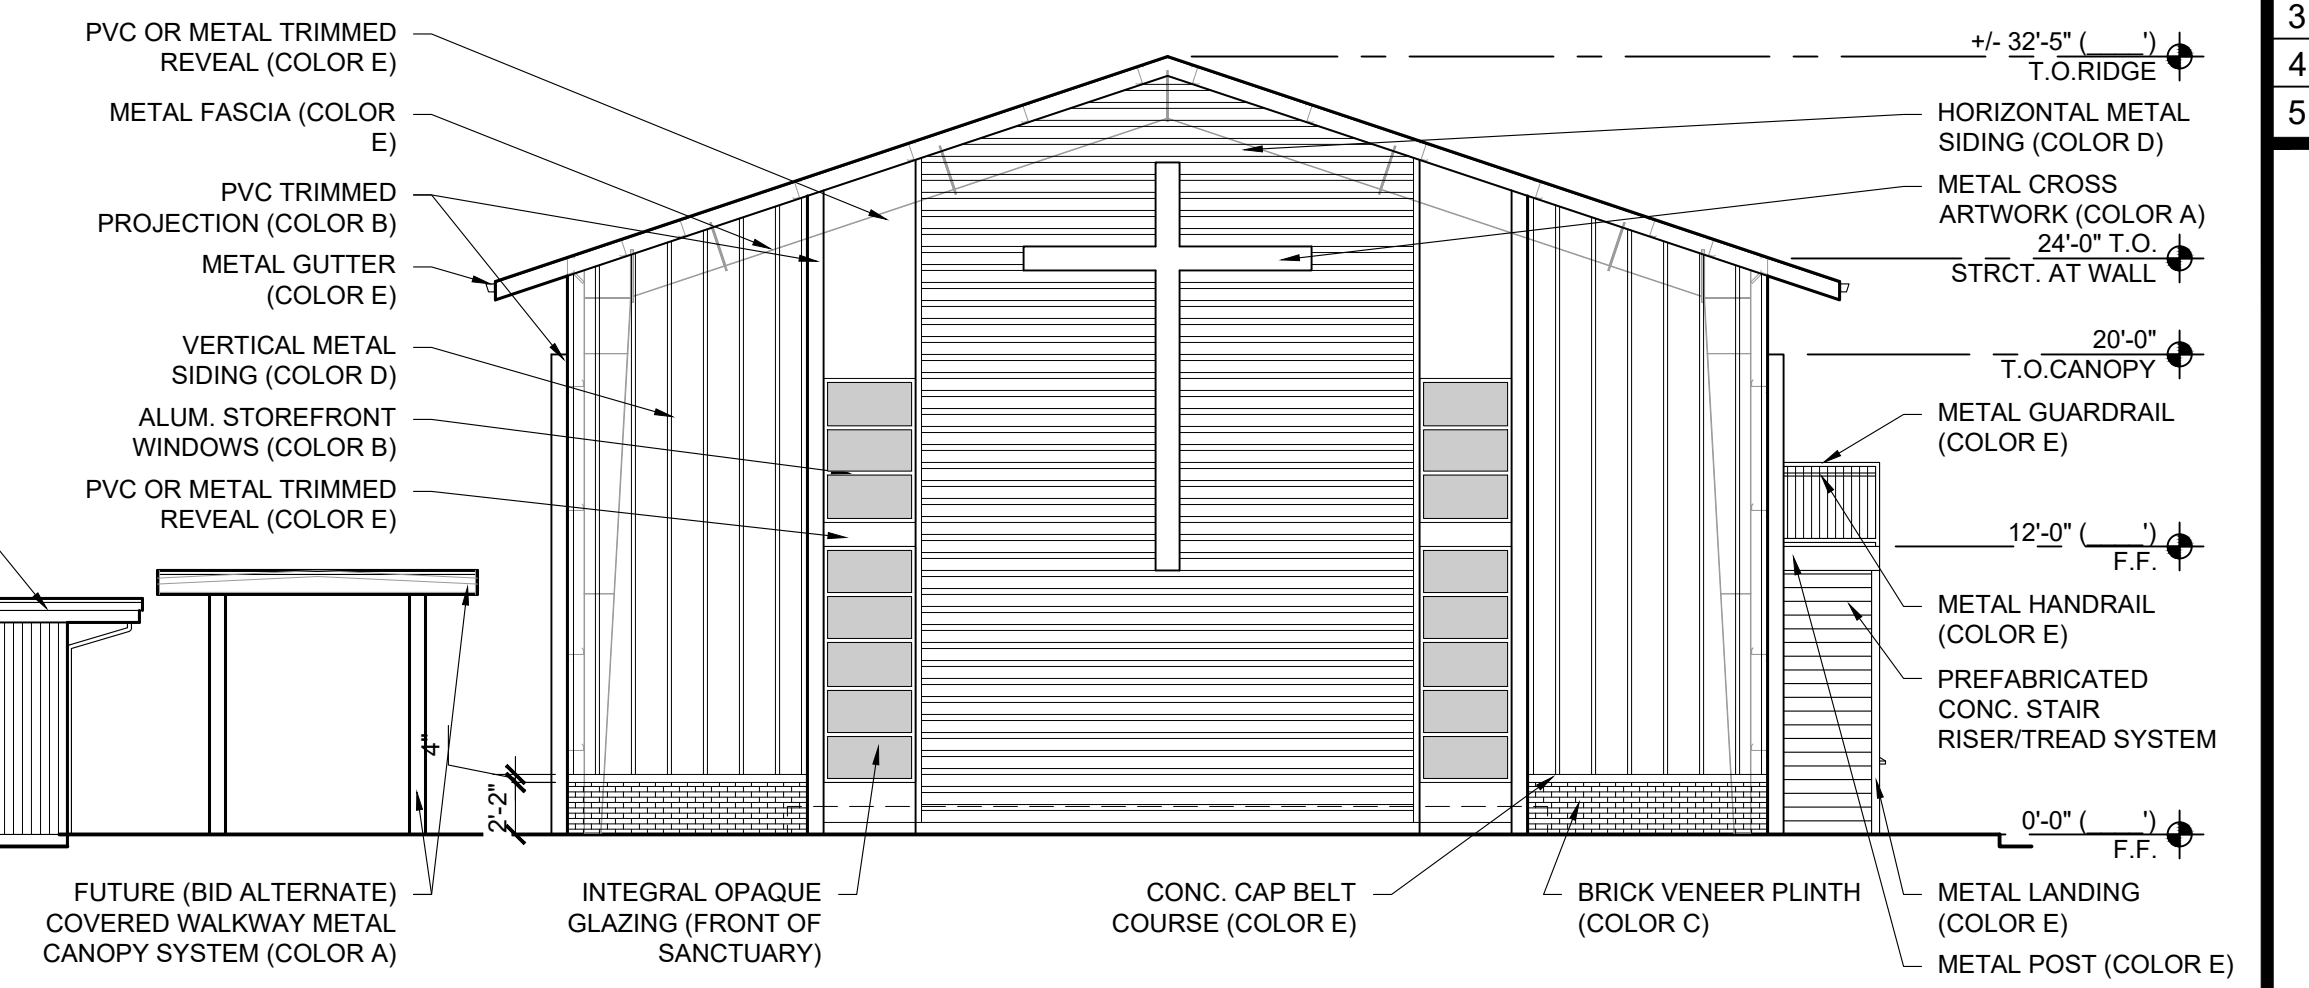 PVC OR METAL TRIMMED
REVEAL (COLOR E)
METAL FASCIA (COLOR
E)
PVC TRIMMED
PROJECTION (COLOR B)
METAL GUTTER
(COLOR E)
VERTICAL METAL
SIDING (COLOR D)
ALUM. STOREFRONT
WINDOWS (COLOR B)
PVC OR METAL TRIMMED
REVEAL (COLOR E)
4"
2'-2"
FUTURE (BID ALTERNATE)
COVERED WALKWAY METAL
CANOPY SYSTEM (COLOR A)
INTEGRAL OPAQUE
GLAZING (FRONT OF
SANCTUARY)
CONC. CAP BELT
COURSE (COLOR E)
BRICK VENEER PLINTH
(COLOR C)
+/- 32'-5" (____')
T.O.RIDGE
HORIZONTAL METAL
SIDING (COLOR D)
METAL CROSS
ARTWORK (COLOR A)
24'-0" T.O.
STRCT. AT WALL
20'-0"
T.O.CANOPY
METAL GUARDRAIL
(COLOR E)
12'-0" (____')
F.F.
METAL HANDRAIL
(COLOR E)
PREFABRICATED
CONC. STAIR
RISER/TREAD SYSTEM
0'-0" (____')
F.F.
METAL LANDING
(COLOR E)
METAL POST (COLOR E)
3
4
5